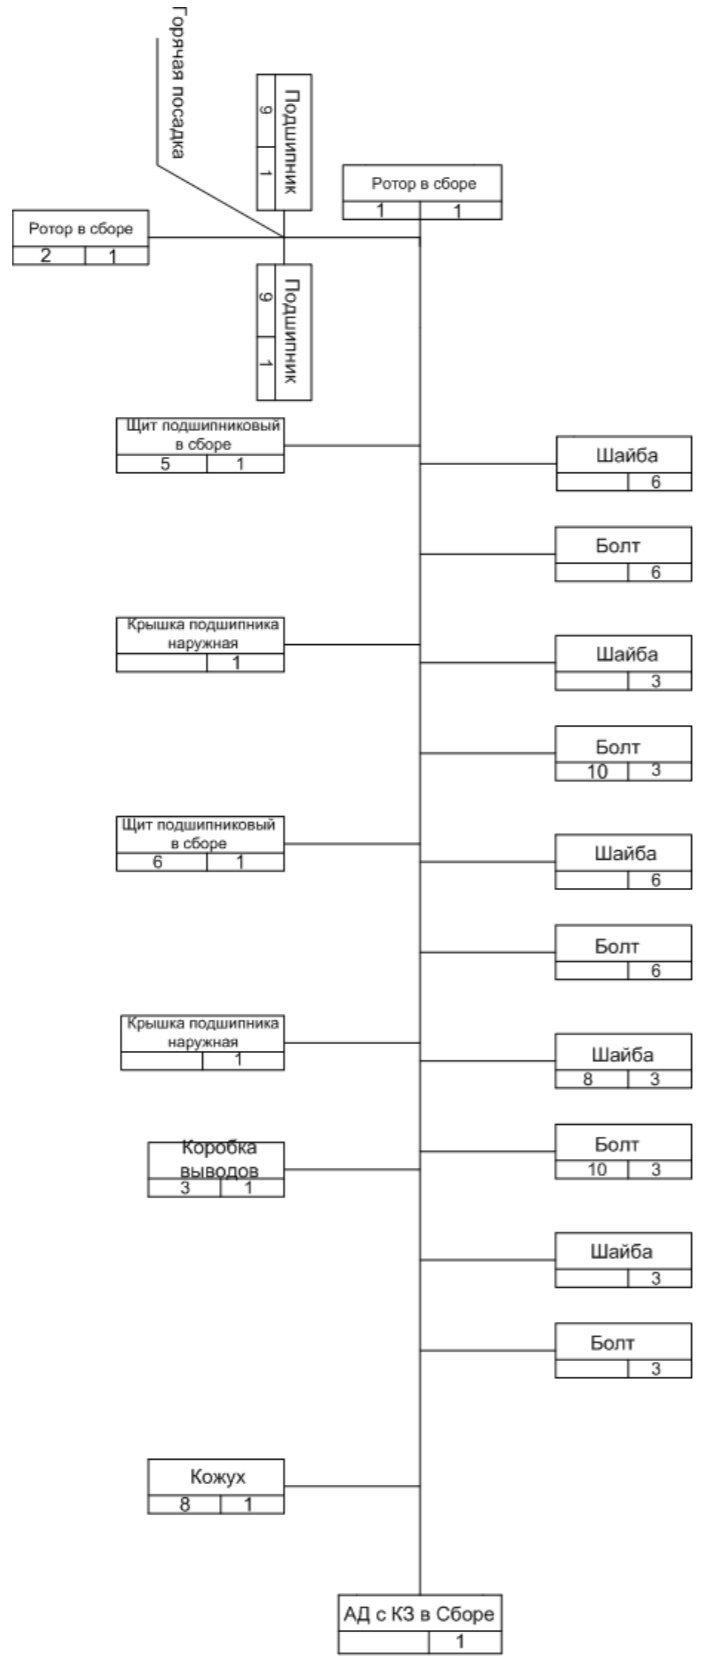 Горячая посадка
Подшипник
9 1
Ротор в сборе
1 1
Ротор в сборе
2 1
Подшипник
9 1
Щит подшипниковый
в сборе
5 1
Шайба
6
Болт
6
Крышка подшипника
наружная
1
Шайба
3
Болт
10 3
Щит подшипниковый
в сборе
6 1
Шайба
6
Болт
6
Крышка подшипника
наружная
1
Шайба
8 3
Болт
10 3
Коробка
выводов
3 1
Шайба
3
Болт
3
Кожух
8 1
АД с КЗ в Сборе
1